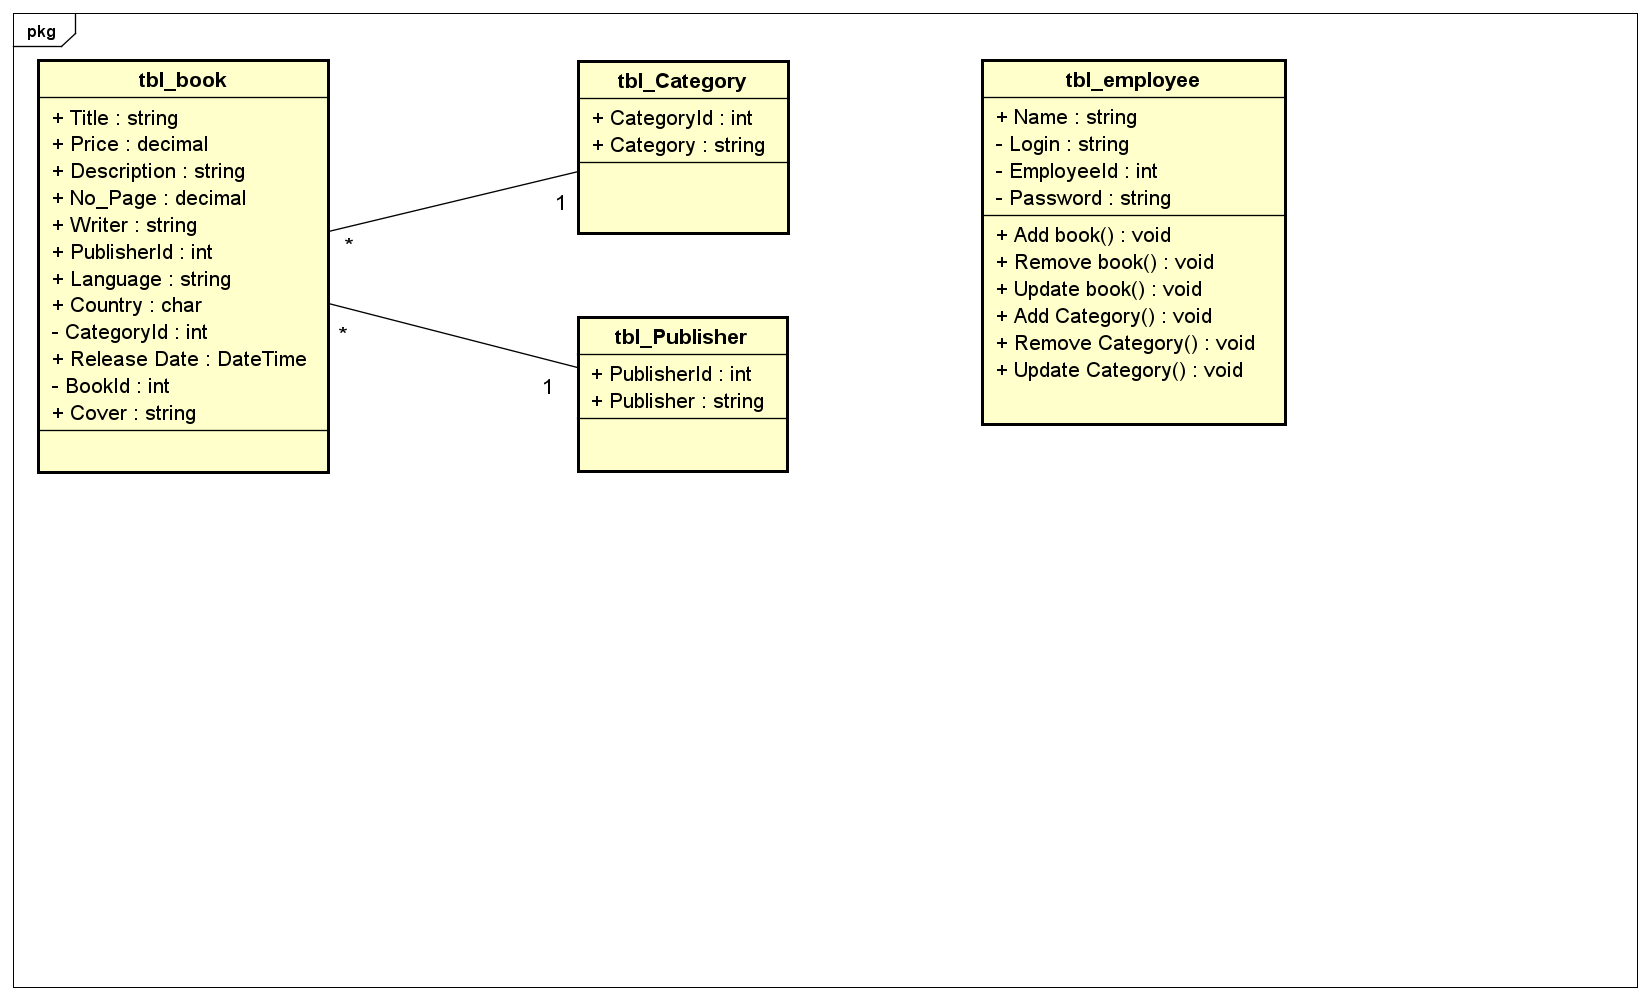 pkg
tbl_book
+ Title : string
+ Price : decimal
+ Description : string
+ No_Page : decimal
+ Writer : string
+ PublisherId : int
+ Language : string
+ Country : char
- CategoryId : int
+ Release Date : DateTime
- BookId : int
+ Cover : string
*
*
1
1
tbl_Category
+ CategoryId : int
+ Category : string
tbl_Publisher
+ PublisherId : int
+ Publisher : string
tbl_employee
+ Name : string
- Login : string
- EmployeeId : int
- Password : string
+ Add book() : void
+ Remove book() : void
+ Update book() : void
+ Add Category() : void
+ Remove Category() : void
+ Update Category() : void